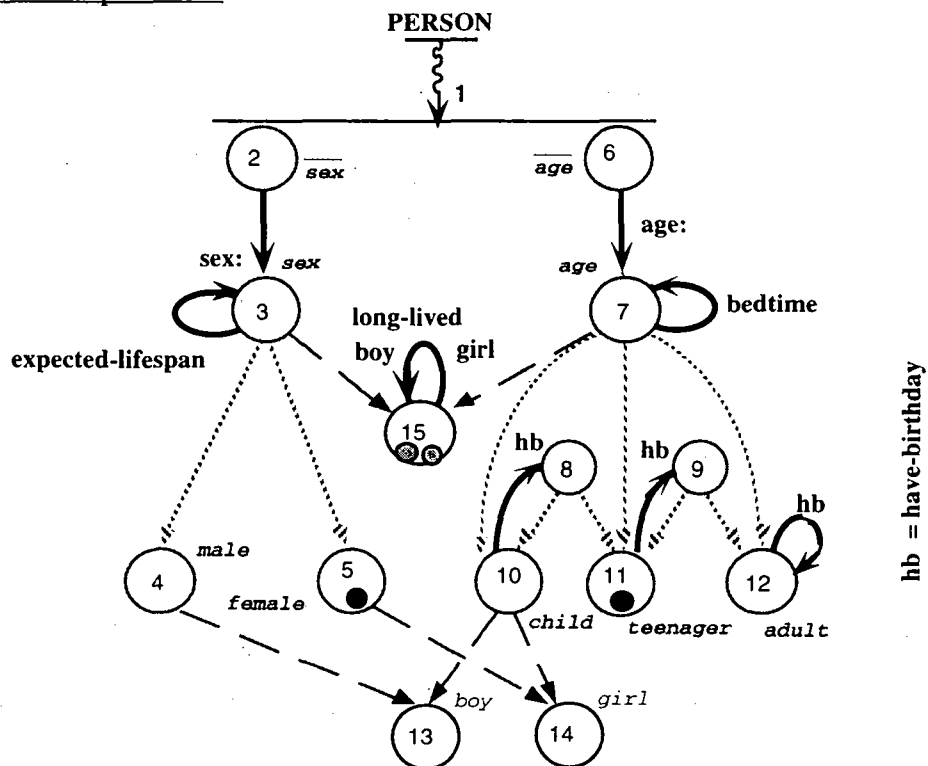 PERSON
1
2
sex
6
age
age:
sex:
sex
age
3
7
bedtime
expected-lifespan
long-lived
boy
girl
15
hb
8
hb
9
hb
male
4
5
female
10
11
12
child
teenager
adult
boy
girl
13
14
hb = have-birthday